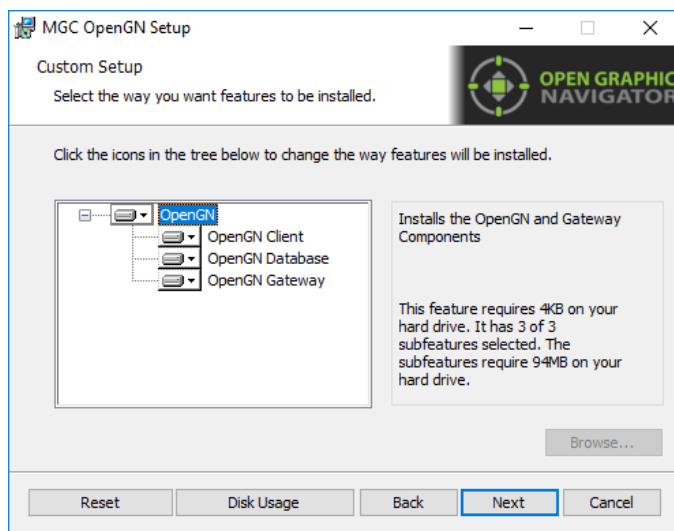 MGC OpenGN Setup
Custom Setup
Select the way you want features to be installed.
OPEN GRAPHIC
NAVIGATOR
Click the icons in the tree below to change the way features will be installed.
OpenGN
OpenGN Client
OpenGN Database
OpenGN Gateway
Installs the OpenGN and Gateway
Components
This feature requires 4KB on your
hard drive. It has 3 of 3
subfeatures selected. The
subfeatures require 94MB on your
hard drive.
Browse...
Reset
Disk Usage
Back
Next
Cancel